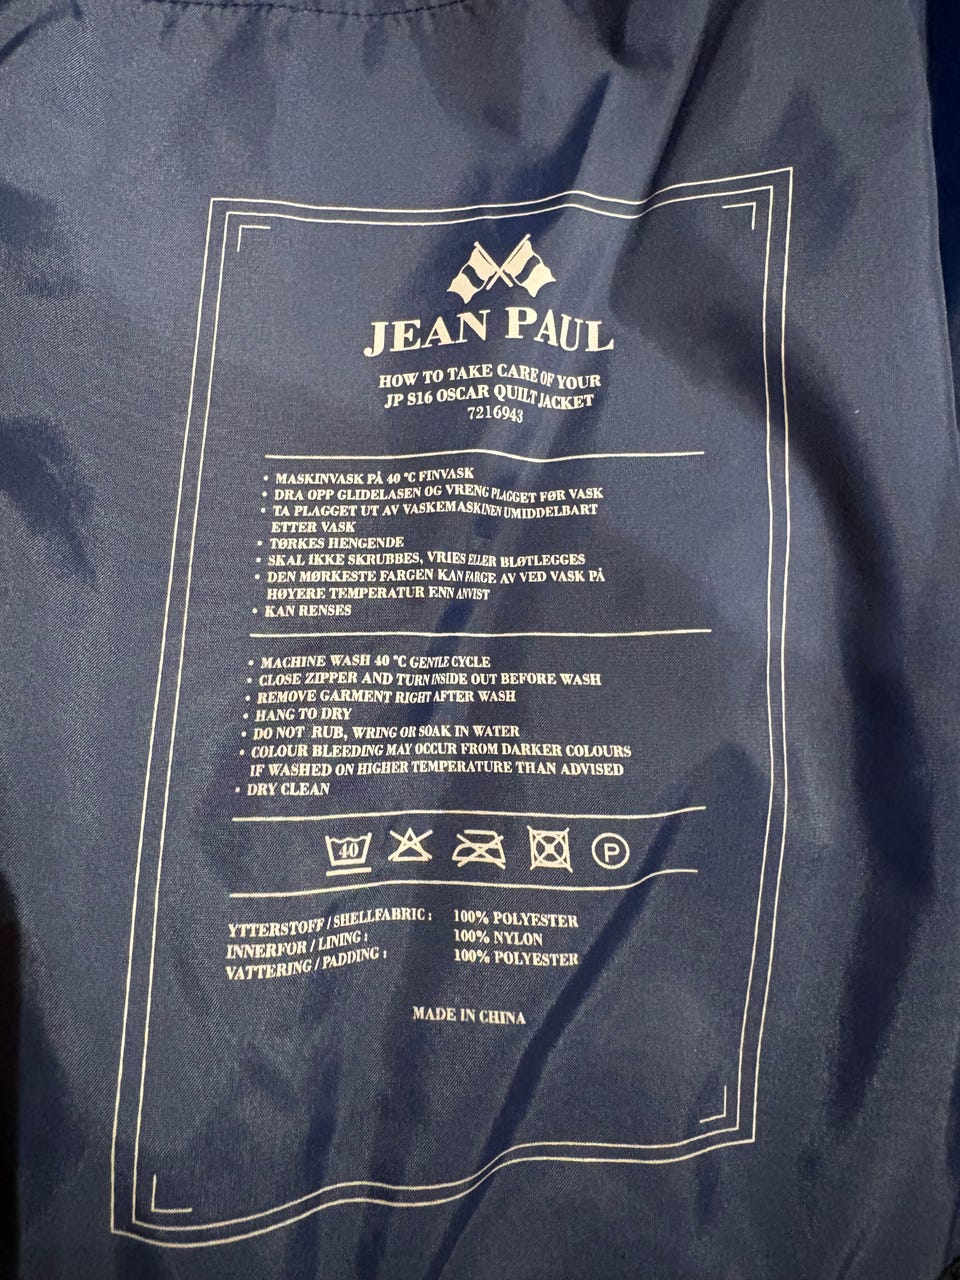 JEAN PAUL
HOW TO TAKE CARE OF YOUR
JP S16 OSCAR QUILT JACKET
7216943
• MASKINVASK PÅ 40 °C FINVASK
• DRA OPP GLIDELASEN OG VRENG PLAGGET FØR VASK
• TA PLAGGET UT AV VASKEMASKINEN UMIDDELBART
ETTER VASK
• TØRKES HENGENDE
• SKAL IKKE SKRUBBES, VRIES ELLER BLØTLEGGES
• DEN MØRKESTE FARGEN KAN FARGE AV VED VASK PÅ
HØYERE TEMPERATUR ENN ANVIST
• KAN RENSES
• MACHINE WASH 40 °C GENTLE CYCLE
• CLOSE ZIPPER AND TURN INSIDE OUT BEFORE WASH
• REMOVE GARMENT RIGHT AFTER WASH
• HANG TO DRY
• DO NOT RUB, WRING OR SOAK IN WATER
• COLOUR BLEEDING MAY OCCUR FROM DARKER COLOURS
IF WASHED ON HIGHER TEMPERATURE THAN ADVISED
• DRY CLEAN
40 P
YTTERSTOFF / SHELLFABRIC : 100% POLYESTER
INNERFOR / LINING : 100% NYLON
VATTERING / PADDING : 100% POLYESTER
MADE IN CHINA